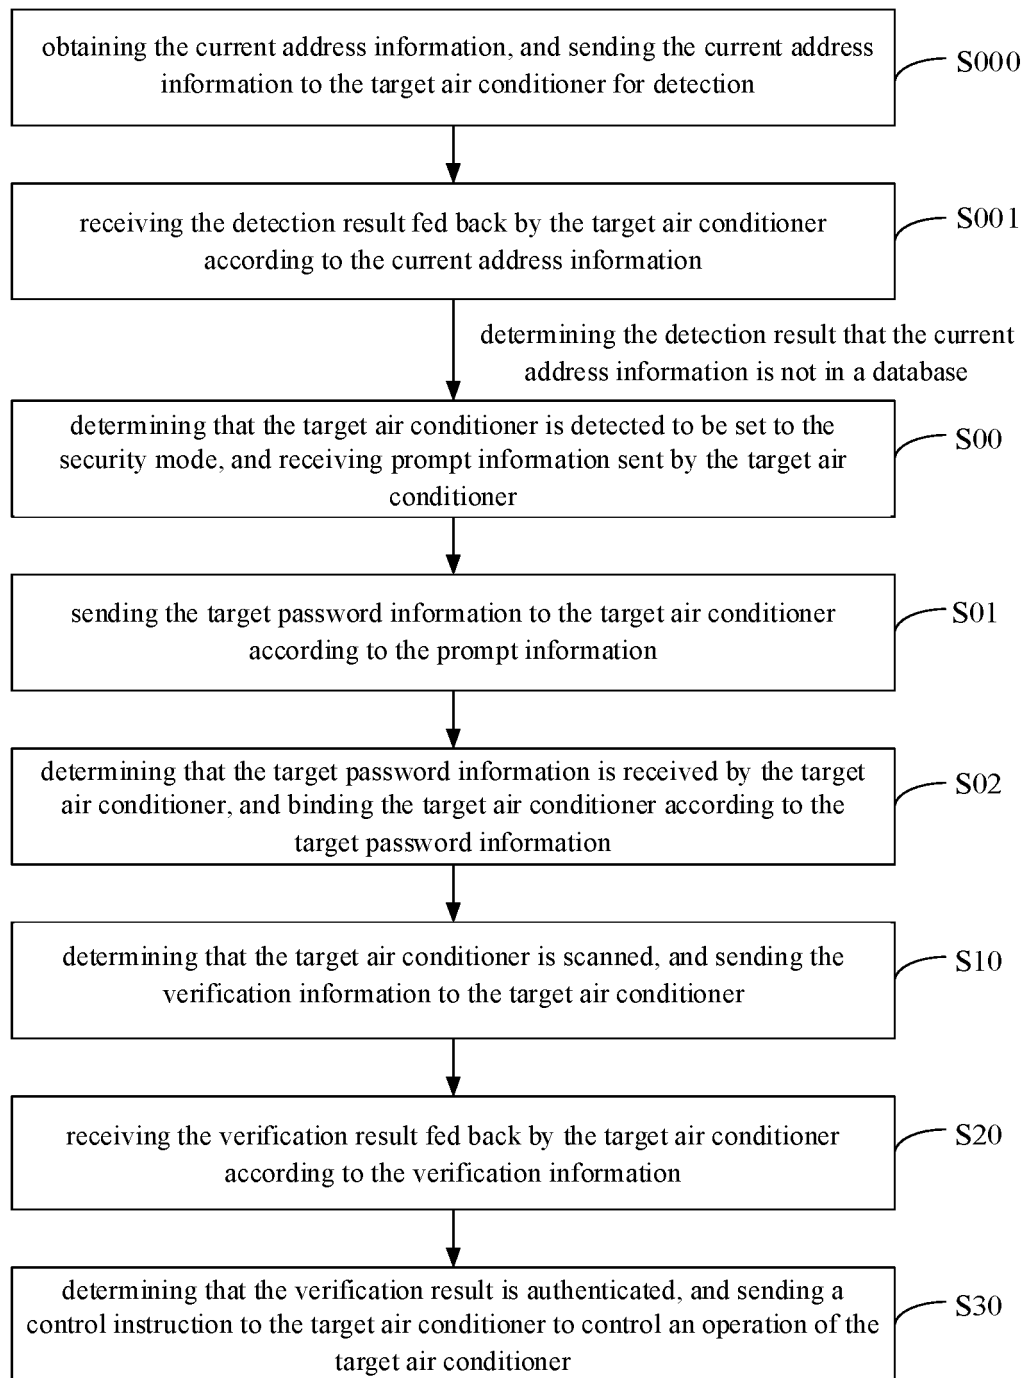 obtaining the current address information, and sending the current address
information to the target air conditioner for detection
S000
receiving the detection result fed back by the target air conditioner
according to the current address information
S001
determining the detection result that the current
address information is not in a database
determining that the target air conditioner is detected to be set to the
security mode, and receiving prompt information sent by the target air
conditioner
S00
sending the target password information to the target air conditioner
according to the prompt information
S01
determining that the target password information is received by the target
air conditioner, and binding the target air conditioner according to the
target password information
S02
determining that the target air conditioner is scanned, and sending the
verification information to the target air conditioner
S10
receiving the verification result fed back by the target air conditioner
according to the verification information
S20
determining that the verification result is authenticated, and sending a
control instruction to the target air conditioner to control an operation of the
target air conditioner
S30